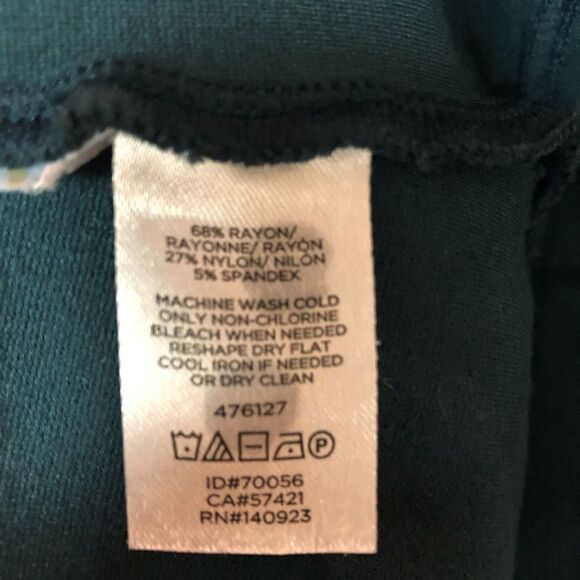 68% RAYON/
RAYONNE/ RAYÓN
27% NYLON/ NILÓN
5% SPANDEX
MACHINE WASH COLD
ONLY NON-CHLORINE
BLEACH WHEN NEEDED
RESHAPE DRY FLAT
COOL IRON IF NEEDED
OR DRY CLEAN
476127
P
ID#70056
CA#57421
RN#140923